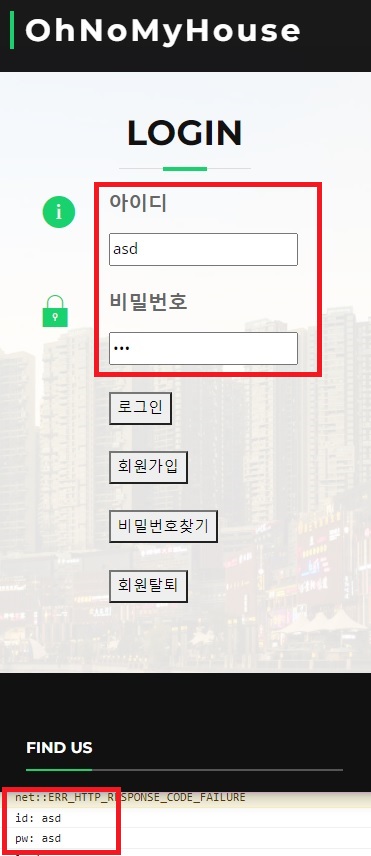 OhNoMyHouse
LOGIN
아이디
asd
비밀번호
•••
로그인
회원가입
비밀번호찾기
회원탈퇴
FIND US
net::ERR_HTTP_RESPONSE_CODE_FAILURE
id: asd
pw: asd